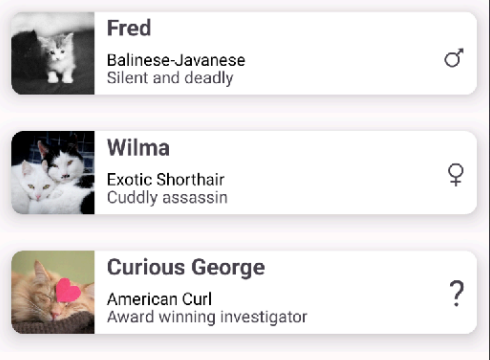 Fred
Balinese-Javanese
Silent and deadly
♂
Wilma
Exotic Shorthair
Cuddly assassin
♀
Curious George
American Curl
Award winning investigator
?